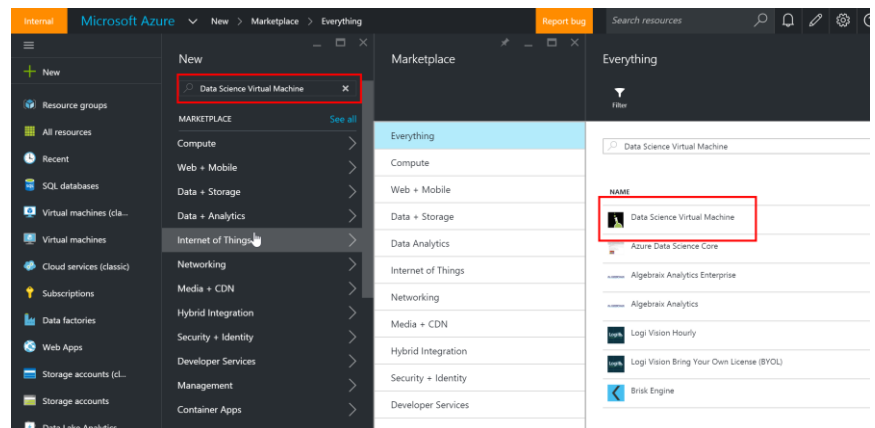 Internal
Microsoft Azure
New > Marketplace > Everything
Report bug
Search resources
New
Resource groups
All resources
Recent
SQL databases
Virtual machines (cla...
Virtual machines
Cloud services (classic)
Subscriptions
Data factories
Web Apps
Storage accounts (cl...
Storage accounts
Data Lake Analytics
New
Data Science Virtual Machine
MARKETPLACE
See all
Compute
Web + Mobile
Data + Storage
Data + Analytics
Internet of Things
Networking
Media + CDN
Hybrid Integration
Security + Identity
Developer Services
Management
Container Apps
Marketplace
Everything
Compute
Web + Mobile
Data + Storage
Data Analytics
Internet of Things
Networking
Media + CDN
Hybrid Integration
Security + Identity
Developer Services
Everything
Filter
Data Science Virtual Machine
NAME
Data Science Virtual Machine
Azure Data Science Core
Algebraix Analytics Enterprise
Algebraix Analytics
Logi Vision Hourly
Logi Vision Bring Your Own License (BYOL)
Brisk Engine